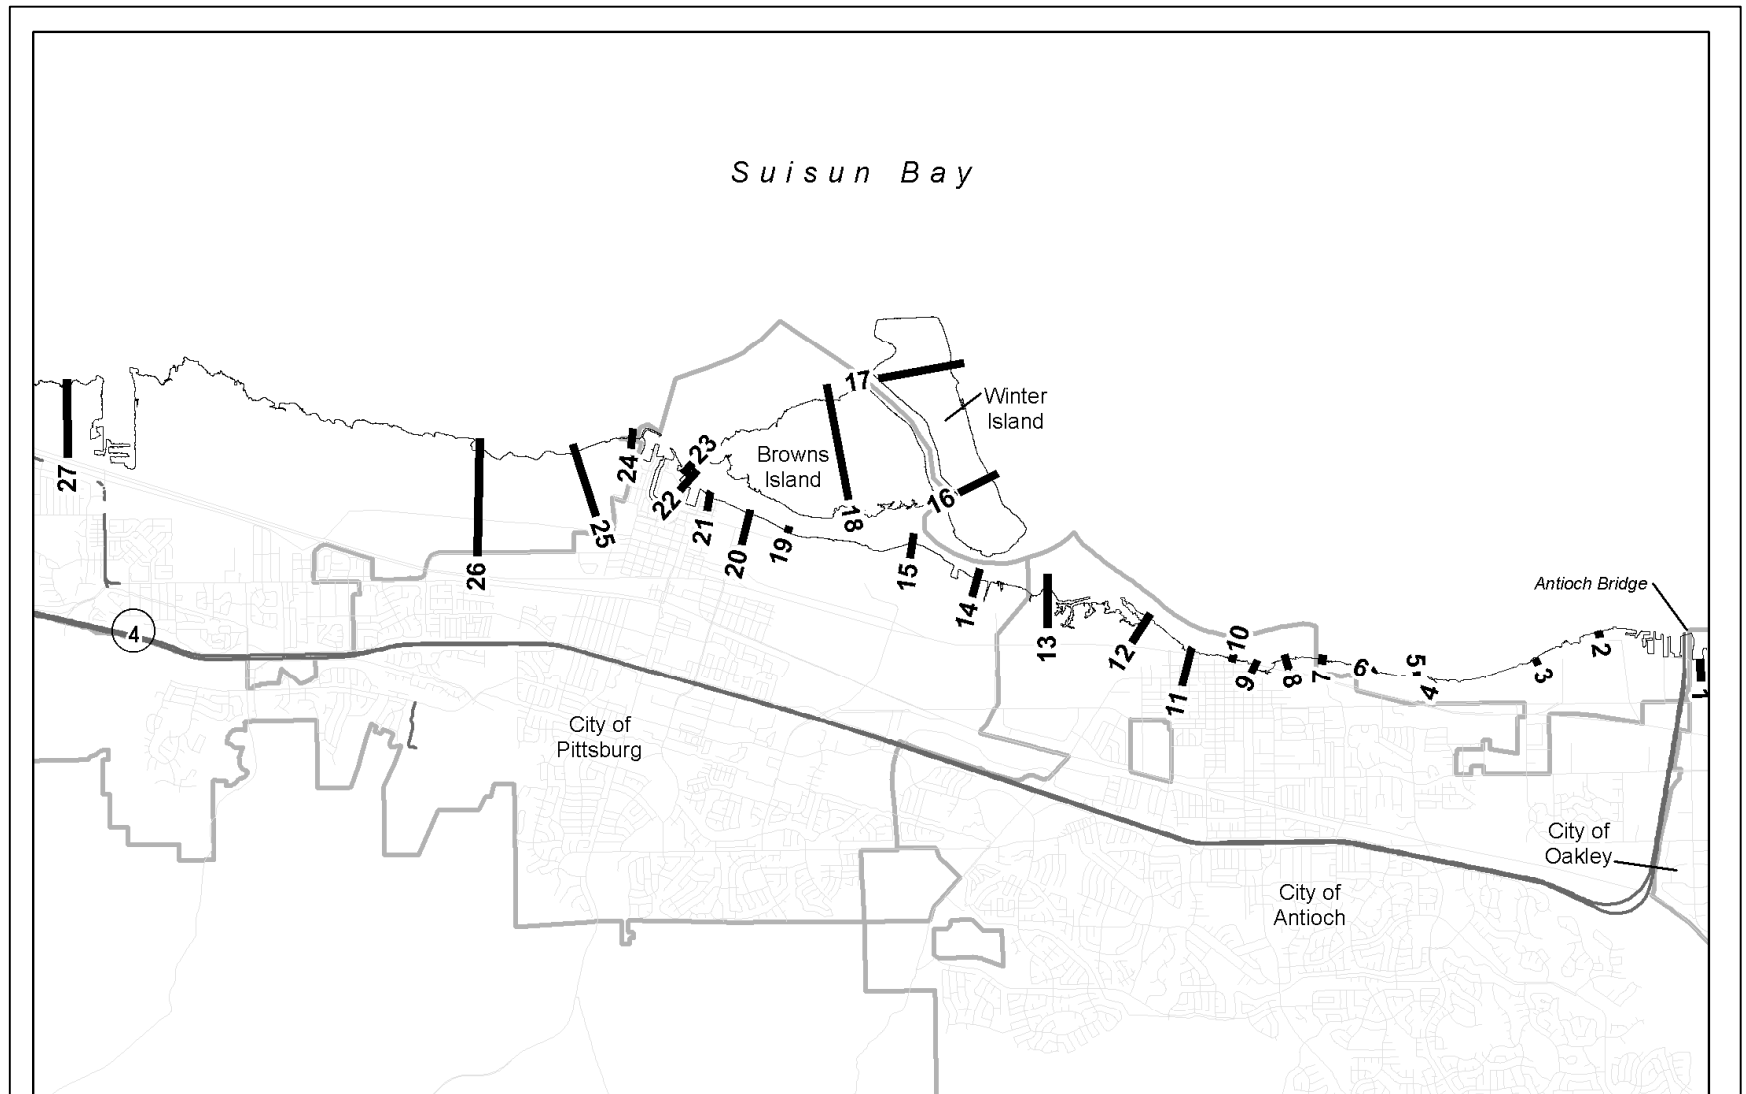 Suisun Bay
17
Winter
Island
27
26
25
24
23
22
Browns
Island
21
20
19
18
16
15
14
13
12
11
10
9
8
7
6
5
4
3
2
1
Antioch Bridge
4
City of
Pittsburg
City of
Oakley
City of
Antioch